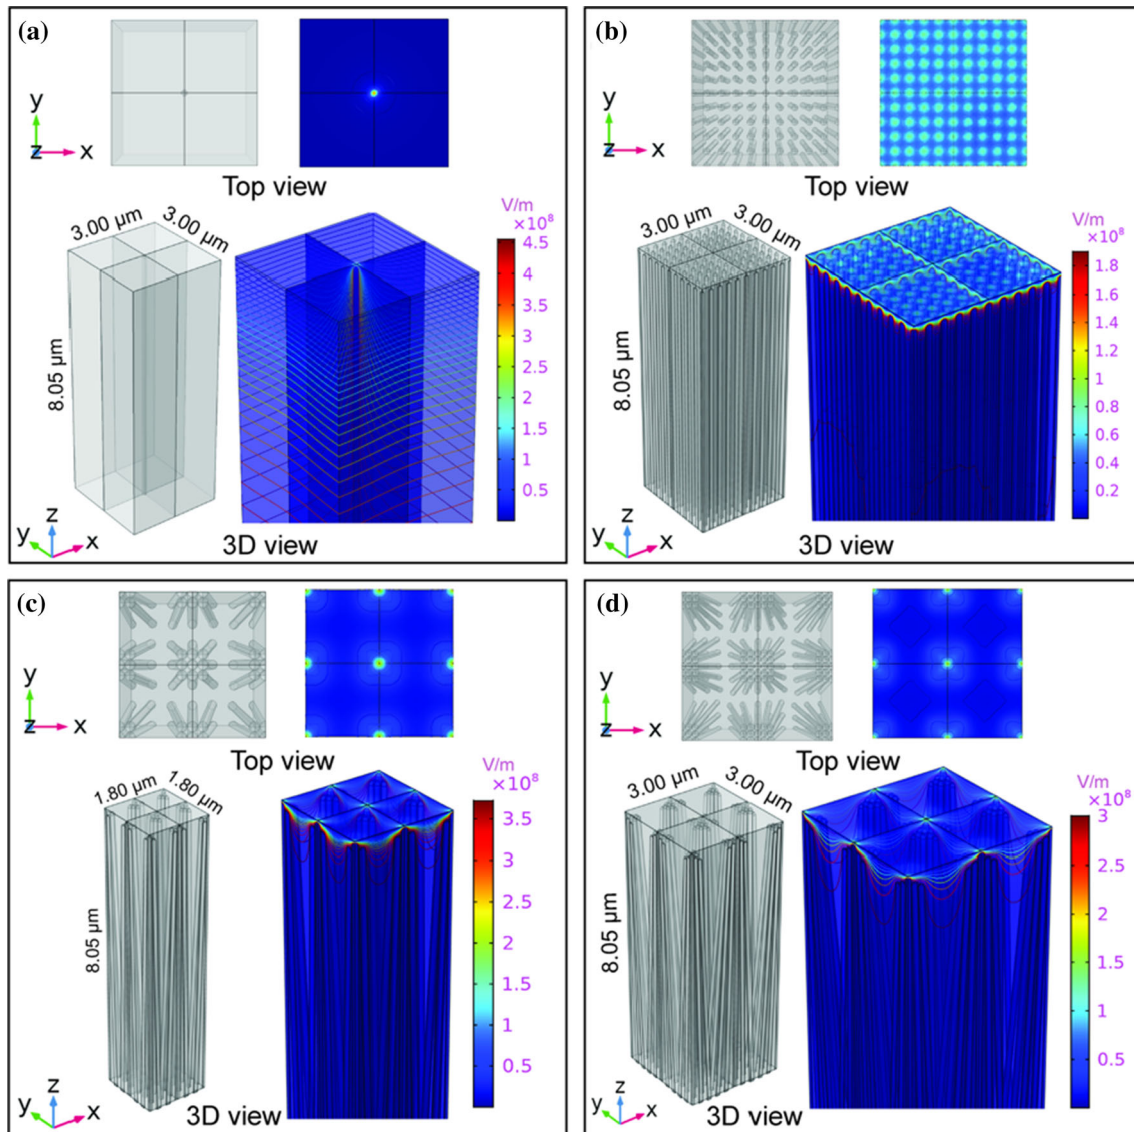 (a)
y
z
x
Top view
3.00 μm
3.00 μm
8.05 μm
V/m
×10⁸
4.5
4
3.5
3
2.5
2
1.5
1
0.5
z
y
x
3D view
(b)
y
z
x
Top view
3.00 μm
3.00 μm
8.05 μm
V/m
×10⁸
1.8
1.6
1.4
1.2
1
0.8
0.6
0.4
0.2
z
y
x
3D view
(c)
y
z
x
Top view
1.80 μm
1.80 μm
8.05 μm
V/m
×10⁸
3.5
3
2.5
2
1.5
1
0.5
z
y
x
3D view
(d)
y
z
x
Top view
3.00 μm
3.00 μm
8.05 μm
V/m
×10⁸
3
2.5
2
1.5
1
0.5
z
y
x
3D view